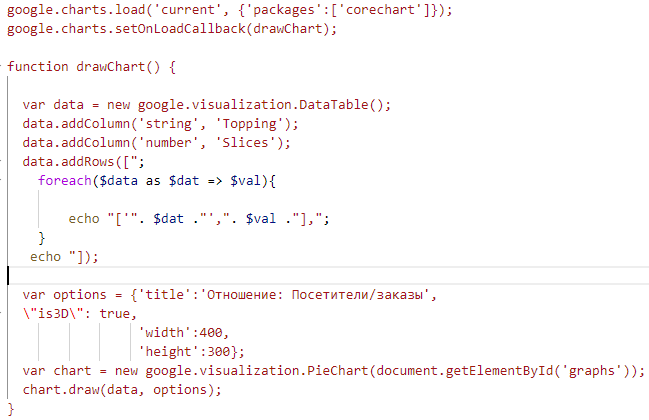 google.charts.load('current', {'packages':['corechart']});
google.charts.setOnLoadCallback(drawChart);
function drawChart() {
var data = new google.visualization.DataTable();
data.addColumn('string', 'Topping');
data.addColumn('number', 'Slices');
data.addRows([";
foreach($data as $dat => $val){
echo "['". $dat ."',". $val ."],";
}
echo "]);
var options = {'title':'Отношение: Посетители/заказы',
\"is3D\": true,
'width':400,
'height':300};
var chart = new google.visualization.PieChart(document.getElementById('graphs'));
chart.draw(data, options);
}